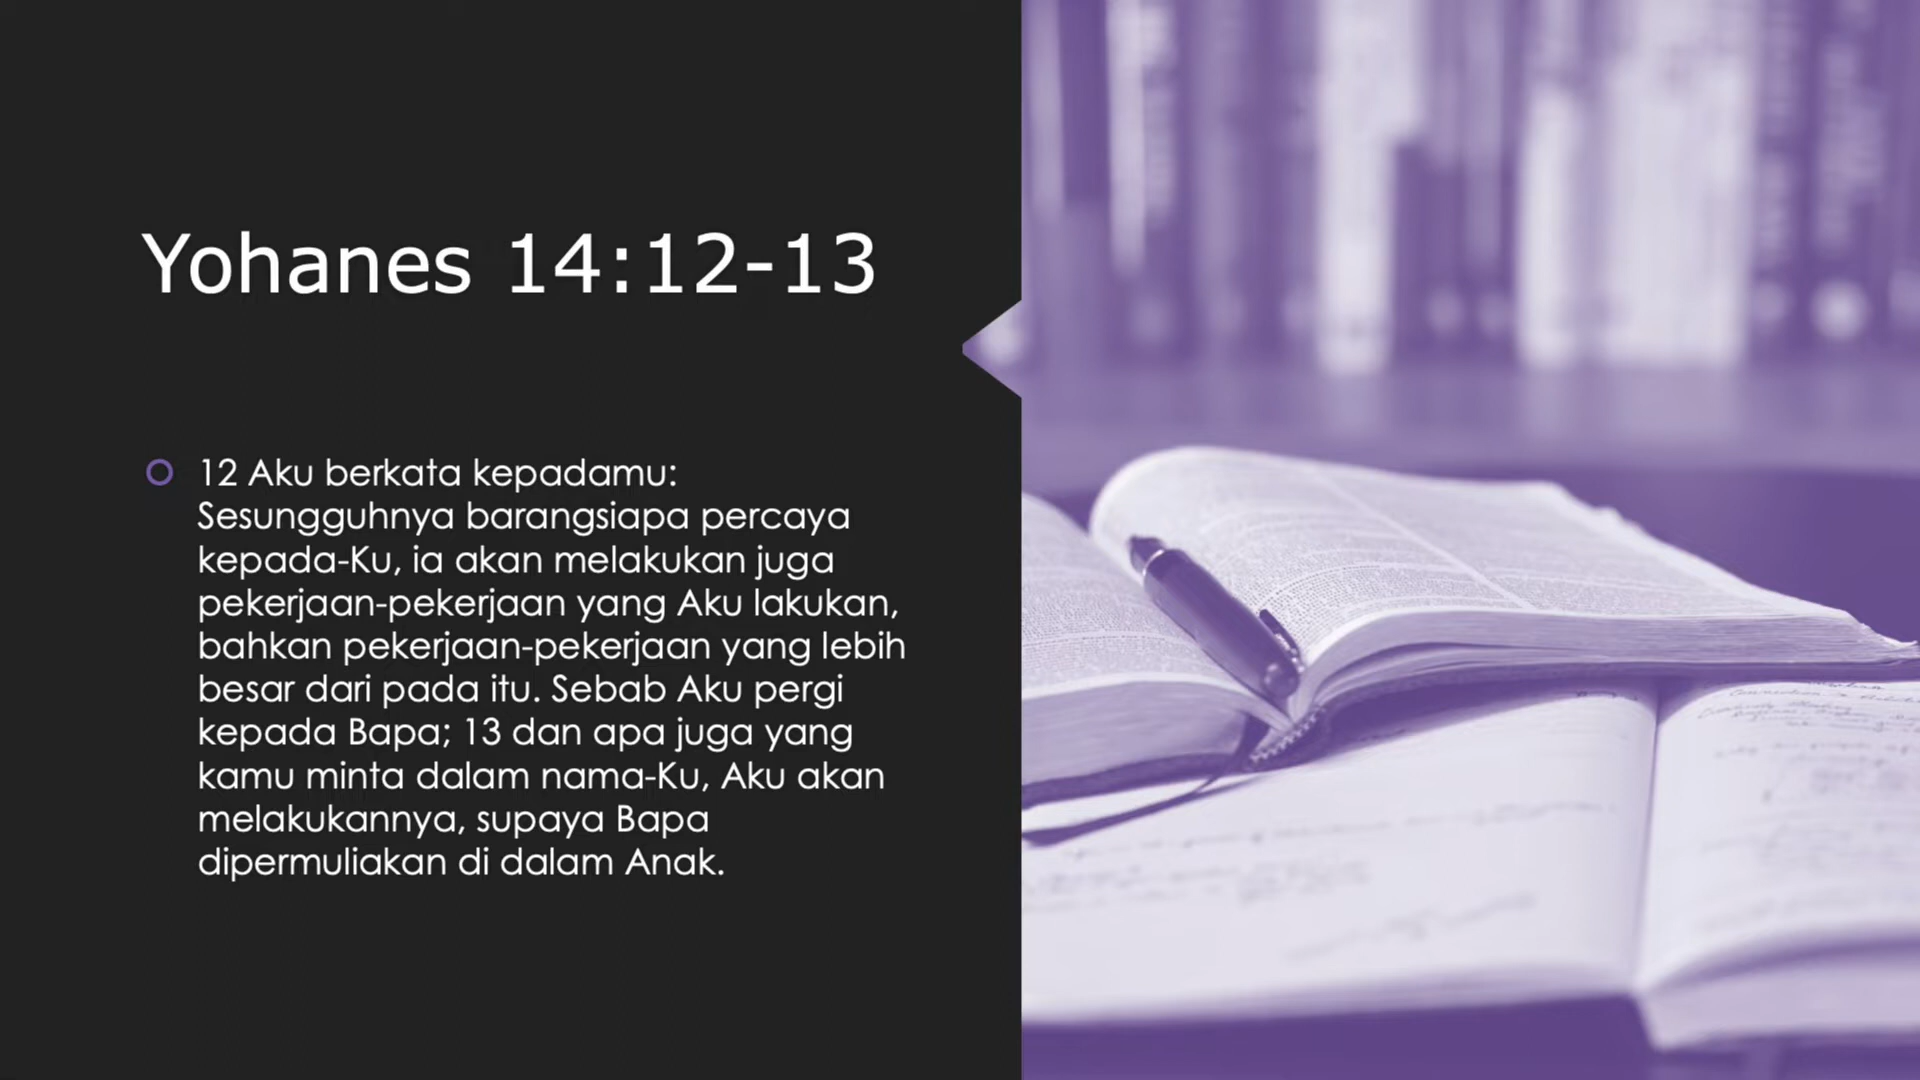 Yohanes 14:12-13
12 Aku berkata kepadamu:
Sesungguhnya barangsiapa percaya
kepada-Ku, ia akan melakukan juga
pekerjaan-pekerjaan yang Aku lakukan,
bahkan pekerjaan-pekerjaan yang lebih
besar dari pada itu. Sebab Aku pergi
kepada Bapa; 13 dan apa juga yang
kamu minta dalam nama-Ku, Aku akan
melakukannya, supaya Bapa
dipermuliakan di dalam Anak.